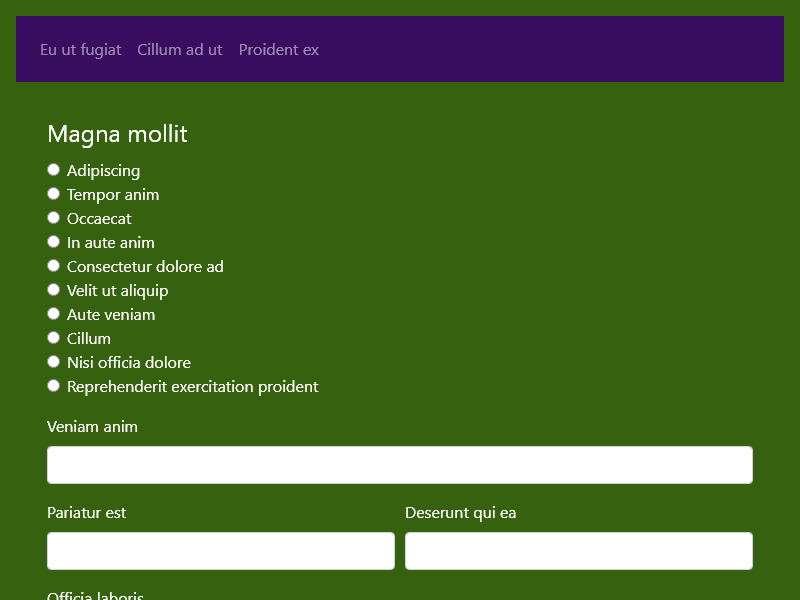 Eu ut fugiat Cillum ad ut Proident ex
Magna mollit
Adipiscing
Tempor anim
Occaecat
In aute anim
Consectetur dolore ad
Velit ut aliquip
Aute veniam
Cillum
Nisi officia dolore
Reprehenderit exercitation proident
Veniam anim
Pariatur est Deserunt qui ea
Officia laboris